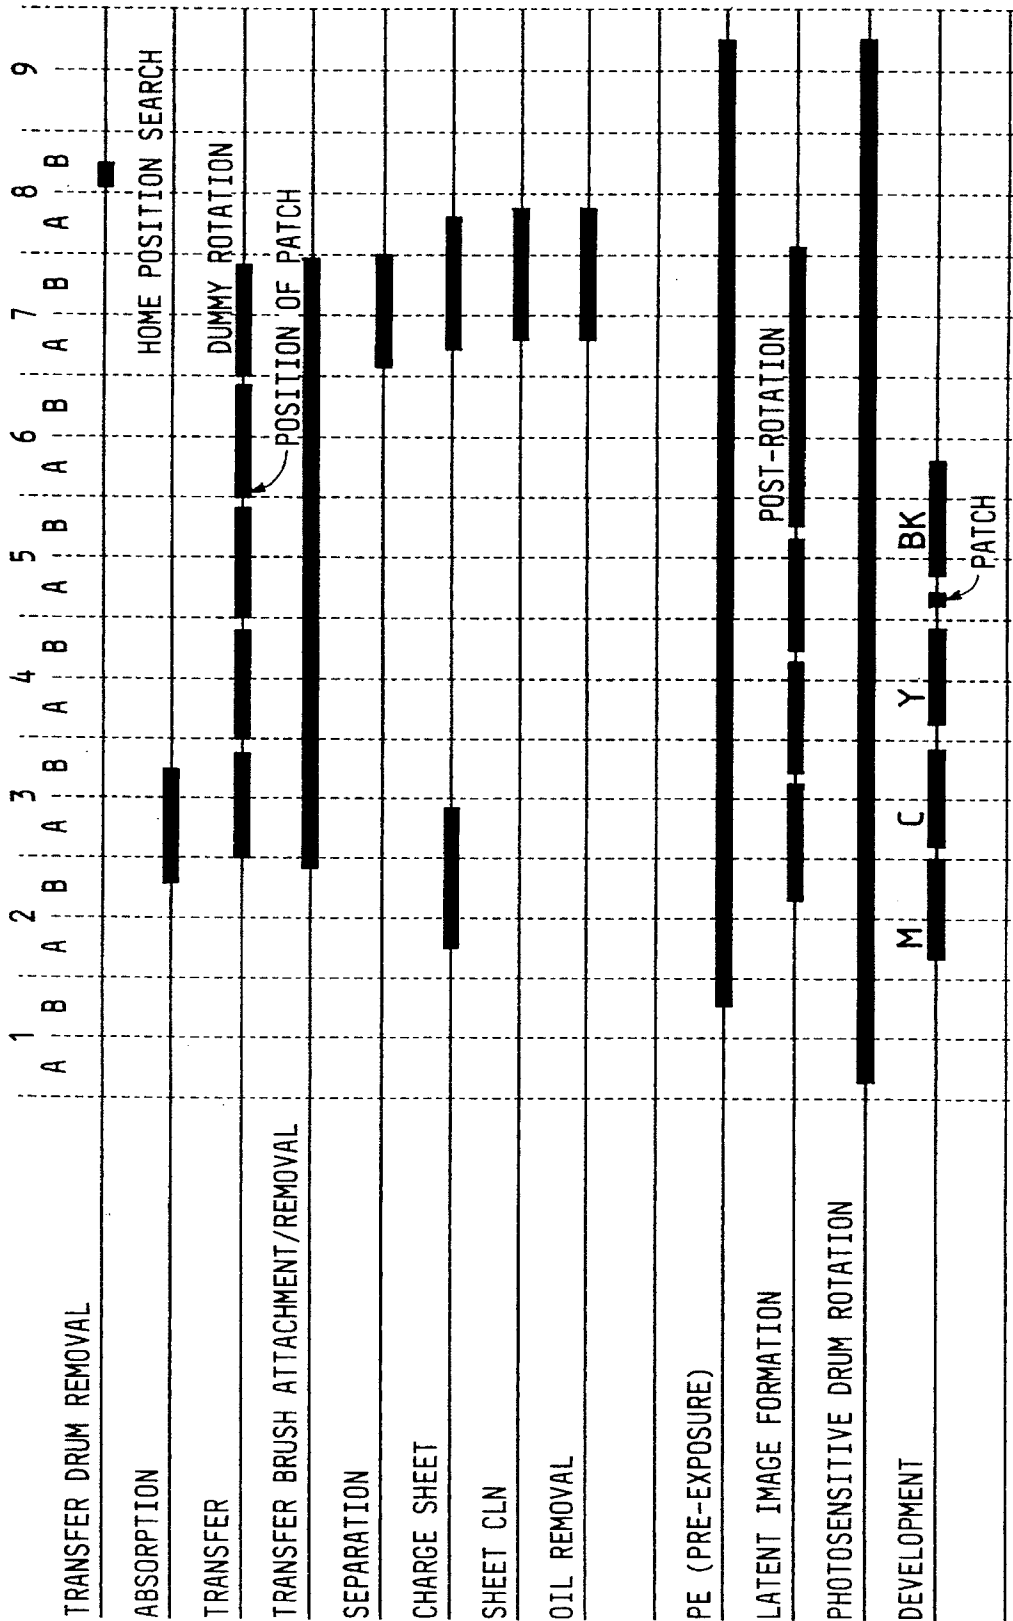 1 2 3 4 5 6 7 8 9
A B A B A B A B A B A B A B A B
TRANSFER DRUM REMOVAL
HOME POSITION SEARCH
ABSORPTION
DUMMY ROTATION
TRANSFER
POSITION OF PATCH
TRANSFER BRUSH ATTACHMENT/REMOVAL
SEPARATION
CHARGE SHEET
SHEET CLN
OIL REMOVAL
PE (PRE-EXPOSURE)
POST-ROTATION
LATENT IMAGE FORMATION
PHOTOSENSITIVE DRUM ROTATION
M C Y BK
DEVELOPMENT
PATCH